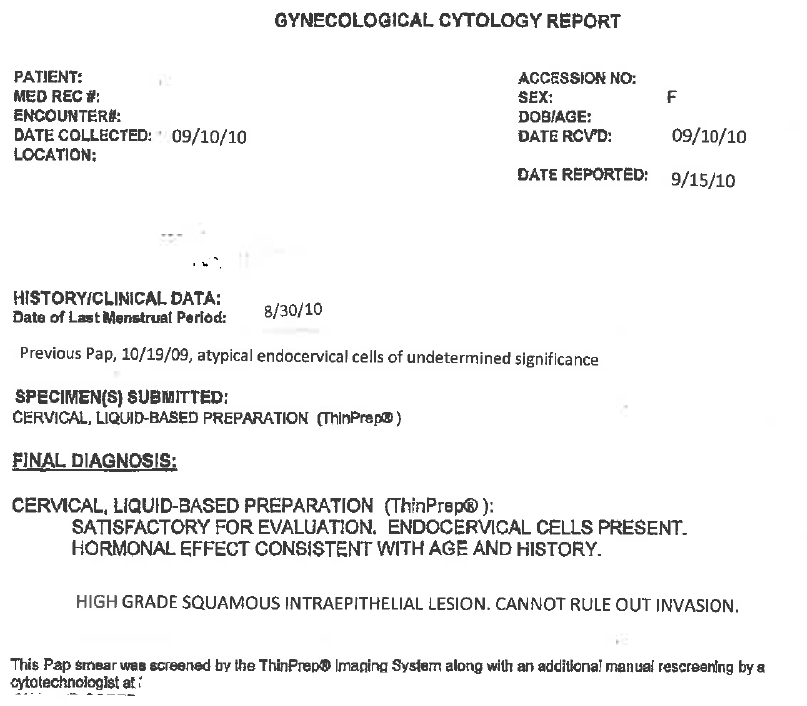 GYNECOLOGICAL CYTOLOGY REPORT
PATIENT:
MED REC #:
ENCOUNTER#:
DATE COLLECTED: 09/10/10
LOCATION:
ACCESSION NO:
SEX: F
DOB/AGE:
DATE RCV'D: 09/10/10
DATE REPORTED: 9/15/10
HISTORY/CLINICAL DATA:
Date of Last Menstrual Period: 8/30/10
Previous Pap, 10/19/09, atypical endocervical cells of undetermined significance
SPECIMEN(S) SUBMITTED:
CERVICAL, LIQUID-BASED PREPARATION (ThinPrep®)
FINAL DIAGNOSIS:
CERVICAL, LIQUID-BASED PREPARATION (ThinPrep®):
SATISFACTORY FOR EVALUATION. ENDOCERVICAL CELLS PRESENT.
HORMONAL EFFECT CONSISTENT WITH AGE AND HISTORY.
HIGH GRADE SQUAMOUS INTRAEPITHELIAL LESION. CANNOT RULE OUT INVASION.
This Pap smear was screened by the ThinPrep® Imaging System along with an additional manual rescreening by a
cytotechnologist at